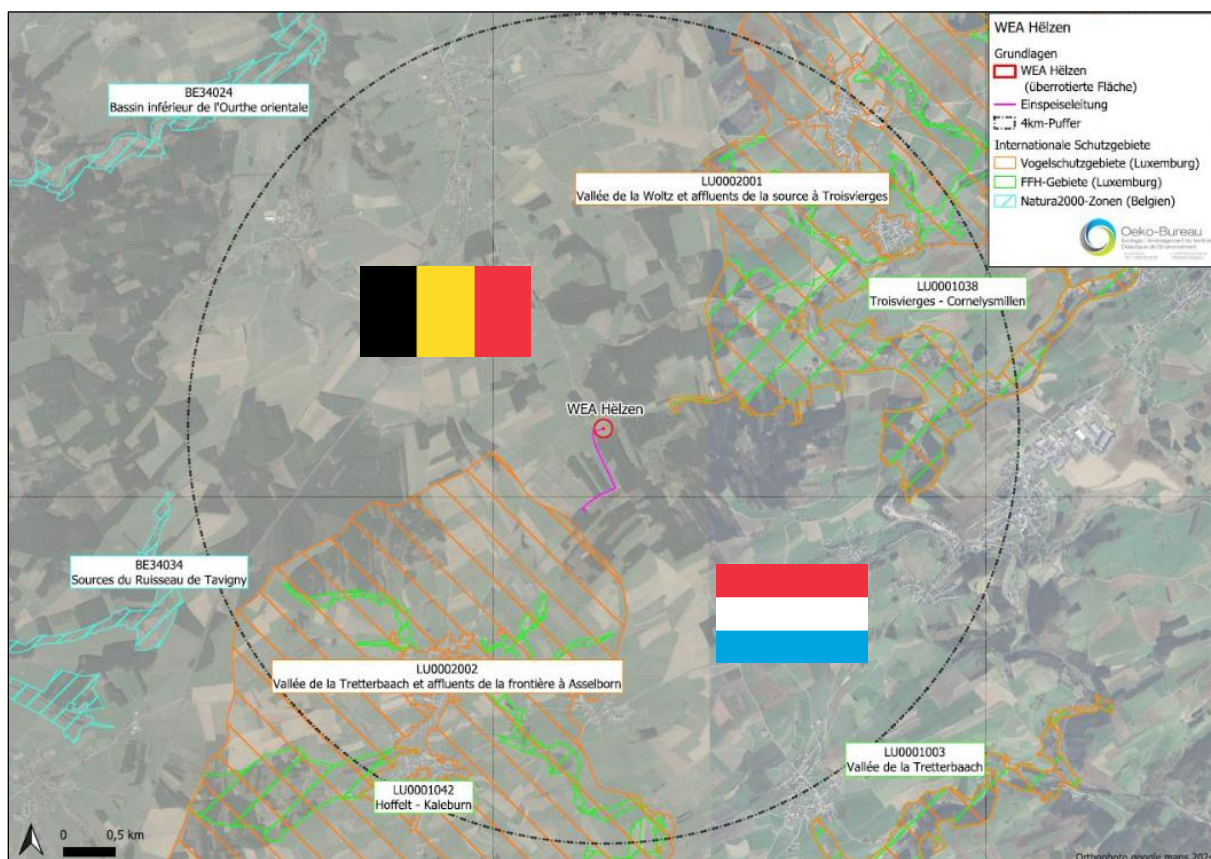 BE34024
Bassin inférieur de l'Ourthe orientale
LU0002001
Vallée de la Woltz et affluents de la source à Troisvierges
LU0001038
Troisvierges - Cornelysmillen
WEA Hëlzen
BE34034
Sources du Ruisseau de Tavigny
LU0002002
Vallée de la Tretterbaach et affluents de la frontière à Asselborn
LU0001003
Vallée de la Tretterbaach
LU0001042
Hoffelt - Kaleburn
0 0,5 km
WEA Hëlzen
Grundlagen
WEA Hëlzen
(überrotierte Fläche)
Einspeiseleitung
4km-Puffer
Internationale Schutzgebiete
Vogelschutzgebiete (Luxemburg)
FFH-Gebiete (Luxemburg)
Natura2000-Zonen (Belgien)
Oeko-Bureau
Orthophoto google maps 2024